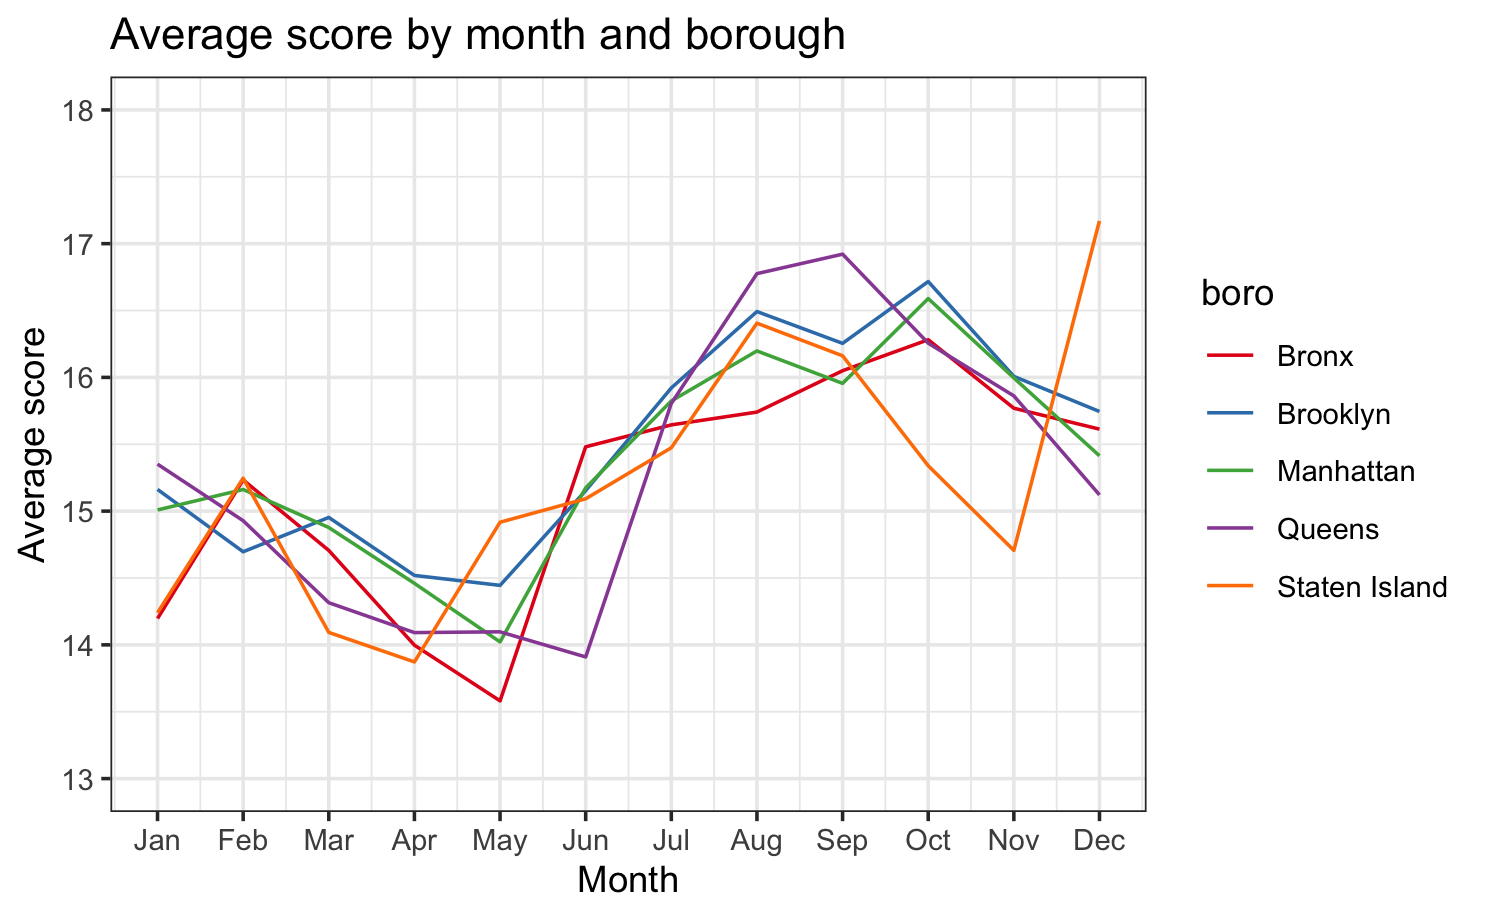 Average score by month and borough
18
17
16
15
14
13
Average score
Jan Feb Mar Apr May Jun Jul Aug Sep Oct Nov Dec
Month
boro
Bronx
Brooklyn
Manhattan
Queens
Staten Island